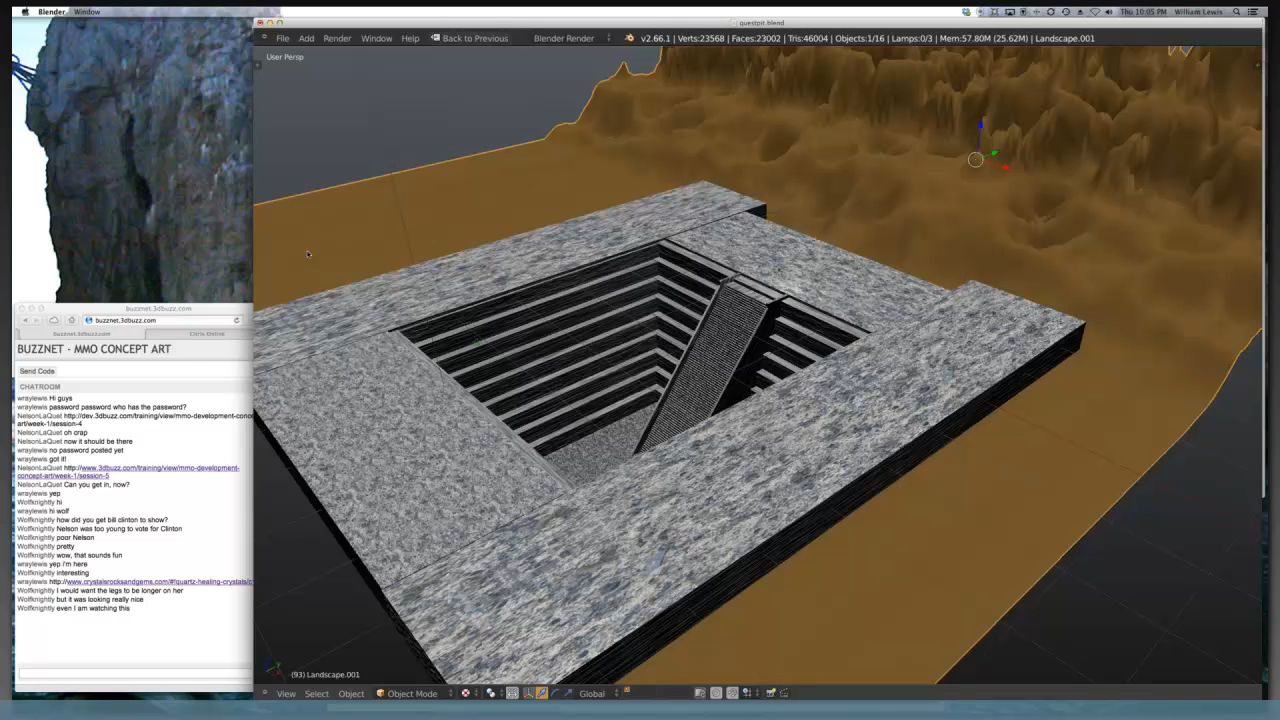 Blender Window
Thu 10:05 PM William Lewis
questpit.blend
File Add Render Window Help Back to Previous Blender Render v2.66.1 | Verts:23568 | Faces:23002 | Tris:46004 | Objects:1/16 | Lamps:0/3 | Mem:57.80M (25.62M) | Landscape.001
User Persp
buzznet.3dbuzz.com
buzznet.3dbuzz.com
buzznet.3dbuzz.com Chris Online
BUZZNET - MMO CONCEPT ART
Send Code
CHATROOM
wraylewis Hi guys
wraylewis password password who has the password?
NelsonLaQuet http://dev.3dbuzz.com/training/view/mmo-development-conce
art/week-1/session-4
NelsonLaQuet oh crap
NelsonLaQuet now it should be there
wraylewis no password posted yet
wraylewis got it!
NelsonLaQuet http://www.3dbuzz.com/training/view/mmo-development-
concept-art/week-1/session-5
NelsonLaQuet Can you get in, now?
wraylewis yep
Wolfknightly hi
wraylewis hi wolf
Wolfknightly how did you get bill clinton to show?
Wolfknightly Nelson was too young to vote for Clinton
Wolfknightly poor Nelson
Wolfknightly pretty
Wolfknightly wow, that sounds fun
wraylewis yep i'm here
Wolfknightly interesting
wraylewis http://www.crystalsrocksandgems.com/#!quartz-healing-crystals/c
Wolfknightly I would want the legs to be longer on her
Wolfknightly but it was looking really nice
Wolfknightly even I am watching this
(93) Landscape.001
View Select Object Object Mode Global